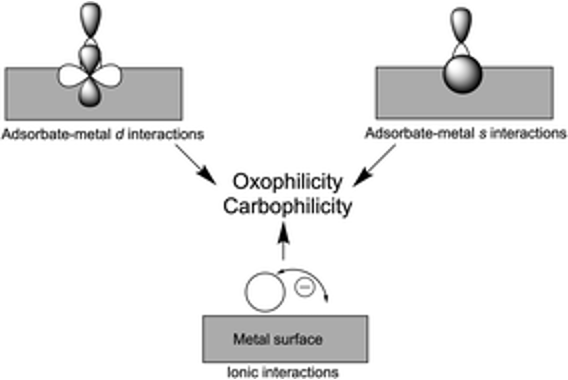 Adsorbate-metal d interactions
Adsorbate-metal s interactions
Oxophilicity
Carbophilicity
−
Metal surface
Ionic interactions